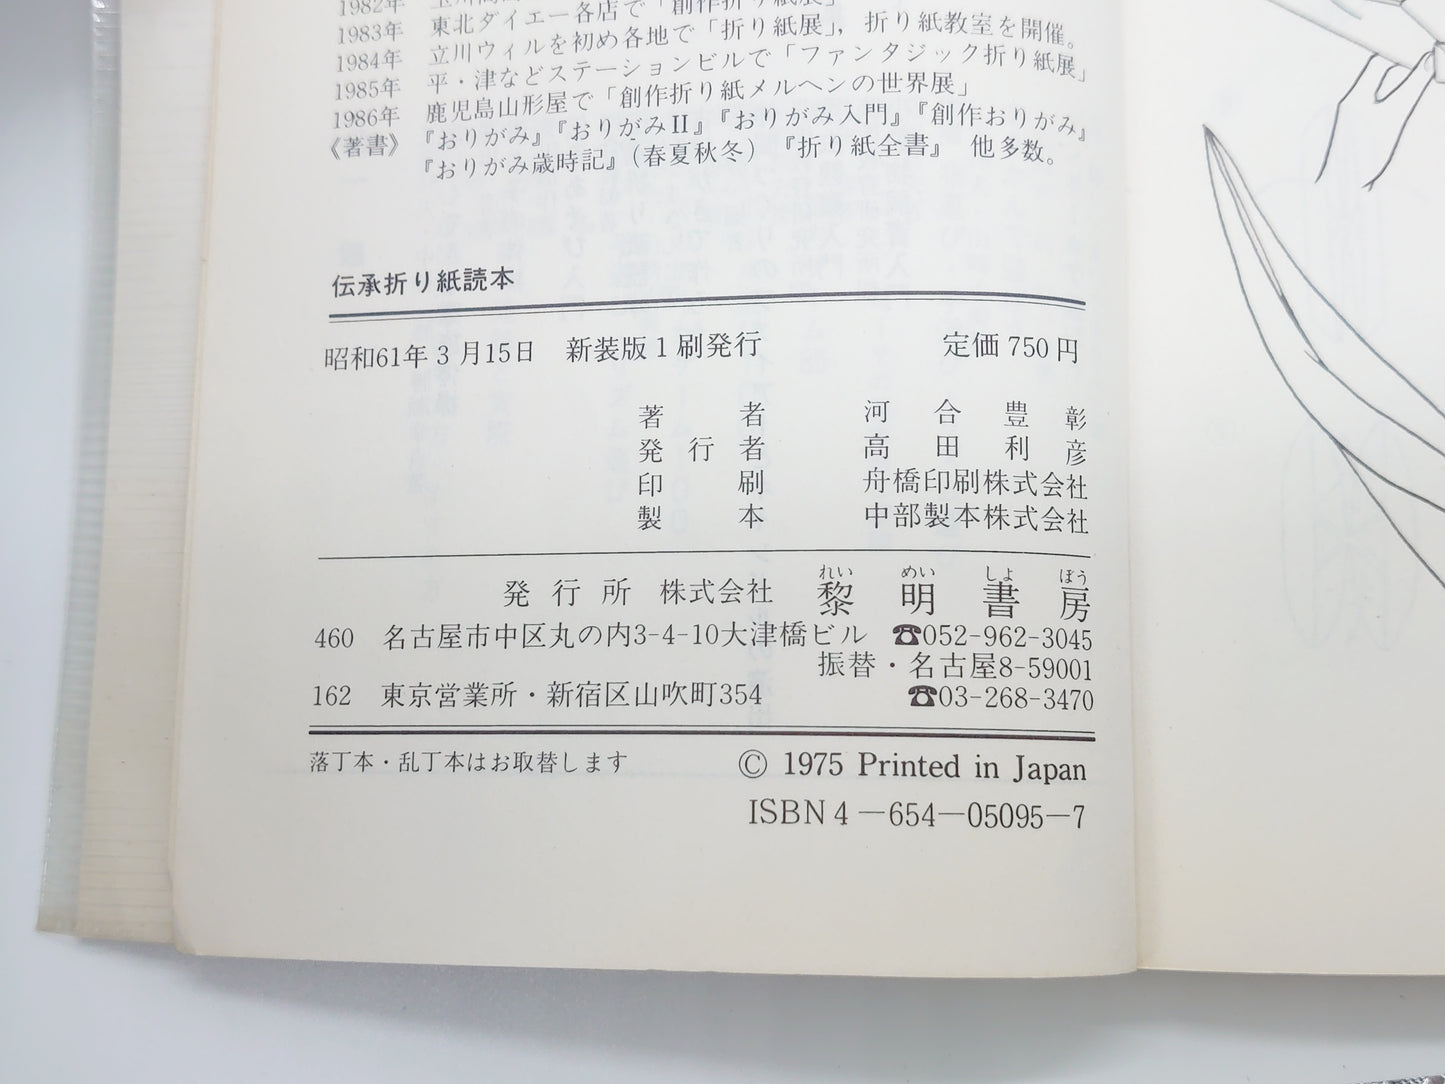 1982年
1983年　東北ダイエー各店で「創作折り紙展」
1984年　立川ウィルを初め各地で「折り紙展」，折り紙教室を開催。
1985年　平・津などステーションビルで「ファンタジック折り紙展」
1986年　鹿児島山形屋で「創作折り紙メルヘンの世界展」
《著書》『おりがみ』『おりがみII』『おりがみ入門』『創作おりがみ』
『おりがみ歳時記』（春夏秋冬）『折り紙全書』　他多数。
伝承折り紙読本
昭和61年3月15日　新装版1刷発行　定価 750円
著者　河合豊彰
発行者　高田利彦
印刷　舟橋印刷株式会社
製本　中部製本株式会社
れい　めい　しょ　ぼう
発行所　株式会社　黎明書房
460　名古屋市中区丸の内3-4-10大津橋ビル　☎052-962-3045
振替・名古屋8-59001
162　東京営業所・新宿区山吹町354　☎03-268-3470
落丁本・乱丁本はお取替します　© 1975 Printed in Japan
ISBN4-654-05095-7